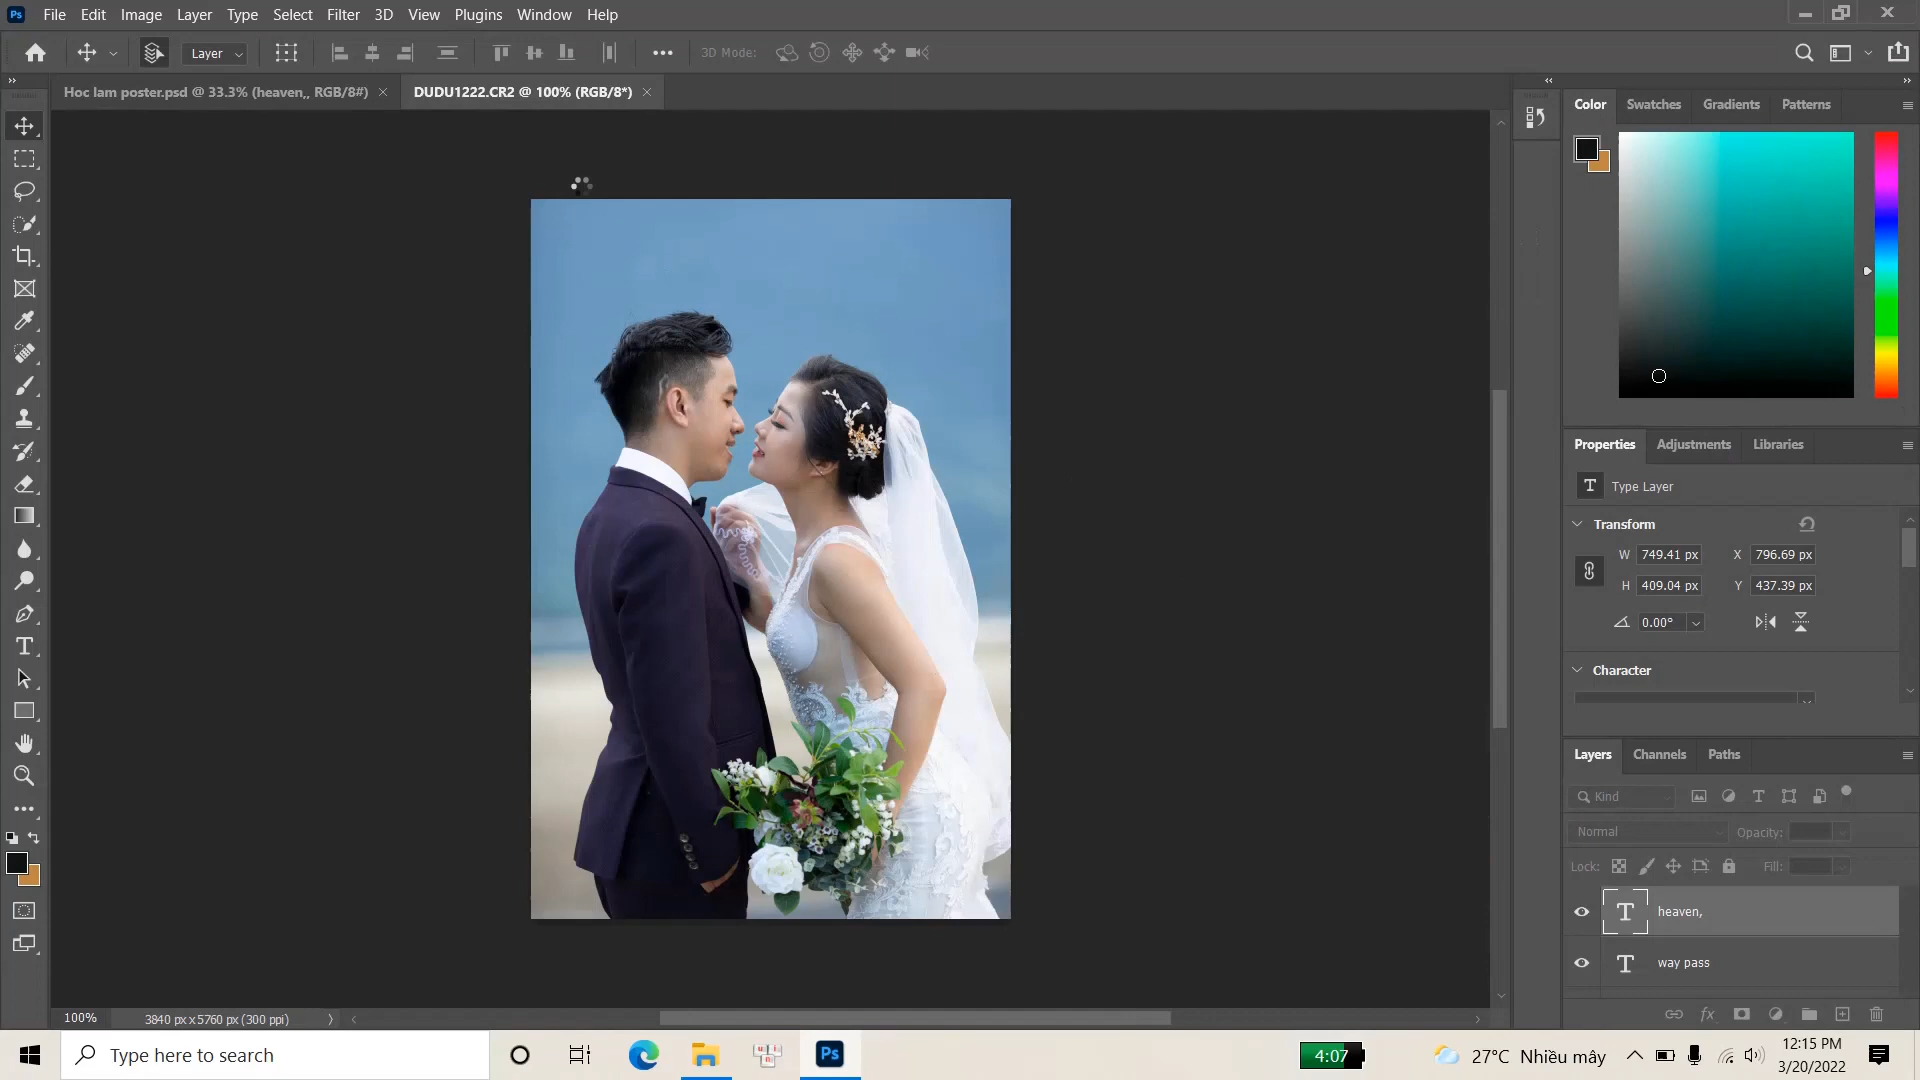 Ps File Edit Image Layer Type Select Filter 3D View Plugins Window Help
Layer 3D Mode:
Hoc lam poster.psd @ 33.3% (heaven,, RGB/8#) × DUDU1222.CR2 @ 100% (RGB/8*) ×
Color Swatches Gradients Patterns
Properties Adjustments Libraries
T Type Layer
Transform
W 749.41 px X 796.69 px
H 409.04 px Y 437.39 px
0.00°
Character
Layers Channels Paths
Kind
Normal Opacity:
Lock: Fill:
T heaven,
T way pass
fx
100% 3840 px x 5760 px (300 ppi)
Type here to search
Ps
4:07
27°C Nhiều mây
12:15 PM
3/20/2022